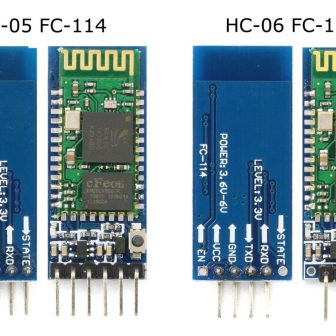 -05 FC-114
HC-06 FC-1
LEVEL:3.3V
RXD
STATE
cFeon
FC-114
POWER:3.6V-6V
LEVEL:3.3V
EN
VCC
GND
TXD
RXD
STATE